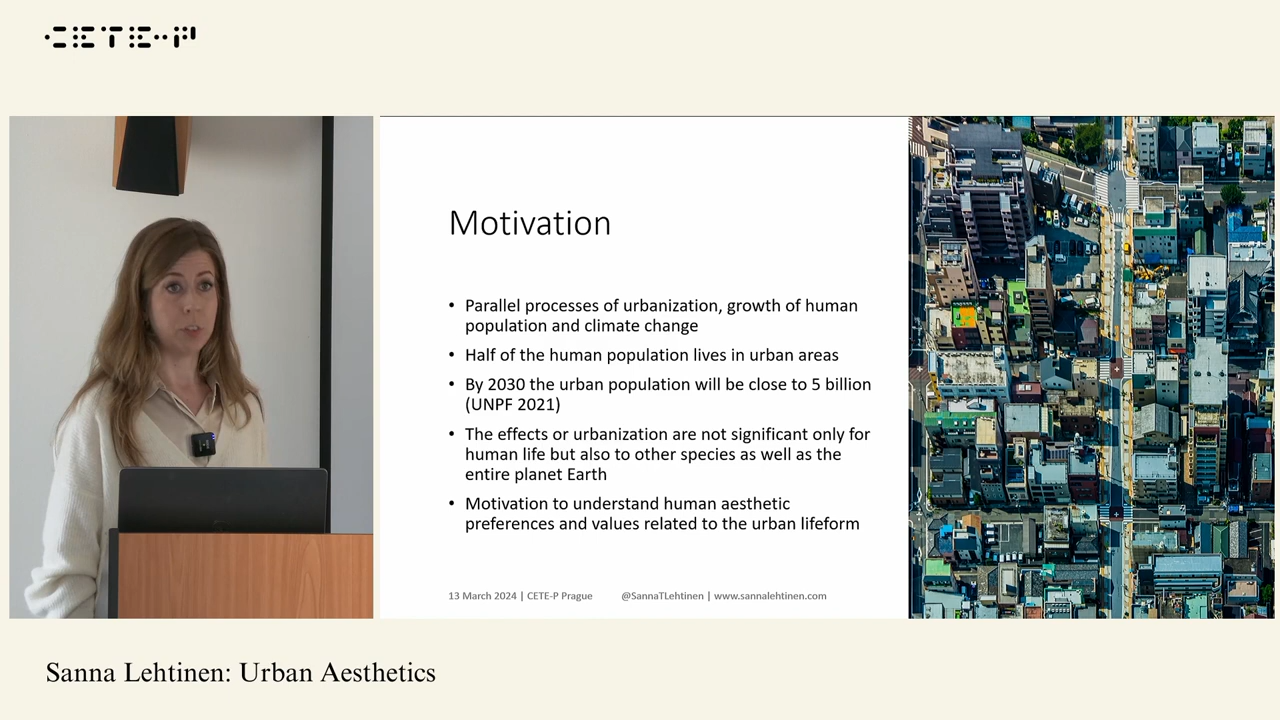 CETE-P
Motivation
• Parallel processes of urbanization, growth of human
population and climate change
• Half of the human population lives in urban areas
• By 2030 the urban population will be close to 5 billion
(UNPF 2021)
• The effects or urbanization are not significant only for
human life but also to other species as well as the
entire planet Earth
• Motivation to understand human aesthetic
preferences and values related to the urban lifeform
13 March 2024 | CETE-P Prague @SannaTLehtinen | www.sannalehtinen.com
Sanna Lehtinen: Urban Aesthetics